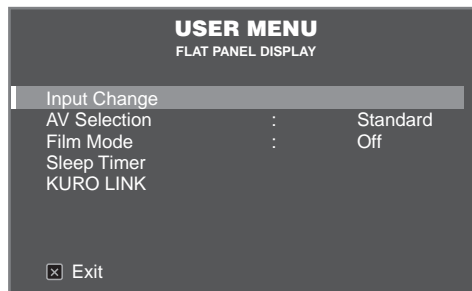 USER MENU
FLAT PANEL DISPLAY
Input Change
AV Selection : Standard
Film Mode : Off
Sleep Timer
KURO LINK
Exit